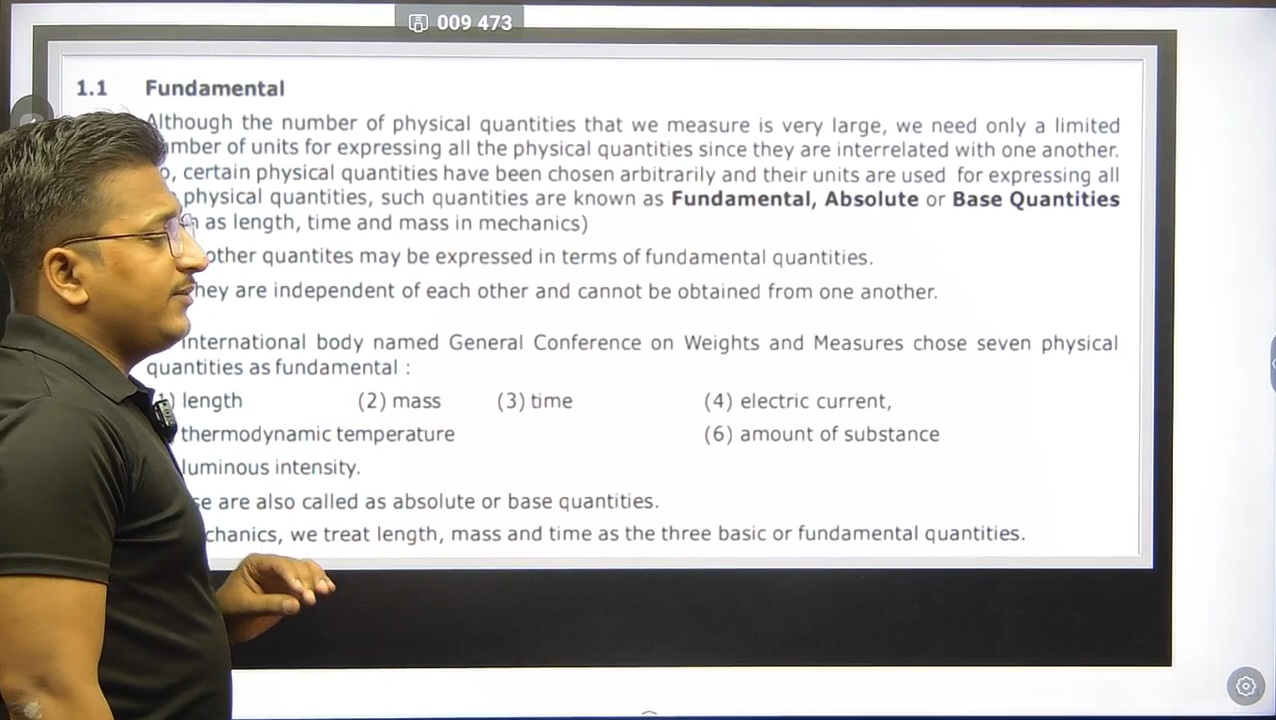 009 473
1.1 Fundamental
Although the number of physical quantities that we measure is very large, we need only a limited
of units for expressing all the physical quantities since they are interrelated with one another.
certain physical quantities have been chosen arbitrarily and their units are used for expressing all
physical quantities, such quantities are known as Fundamental, Absolute or Base Quantities
as length, time and mass in mechanics)
other quantites may be expressed in terms of fundamental quantities.
they are independent of each other and cannot be obtained from one another.
International body named General Conference on Weights and Measures chose seven physical
quantities as fundamental :
length (2) mass (3) time (4) electric current,
thermodynamic temperature (6) amount of substance
luminous intensity.
are also called as absolute or base quantities.
we treat length, mass and time as the three basic or fundamental quantities.